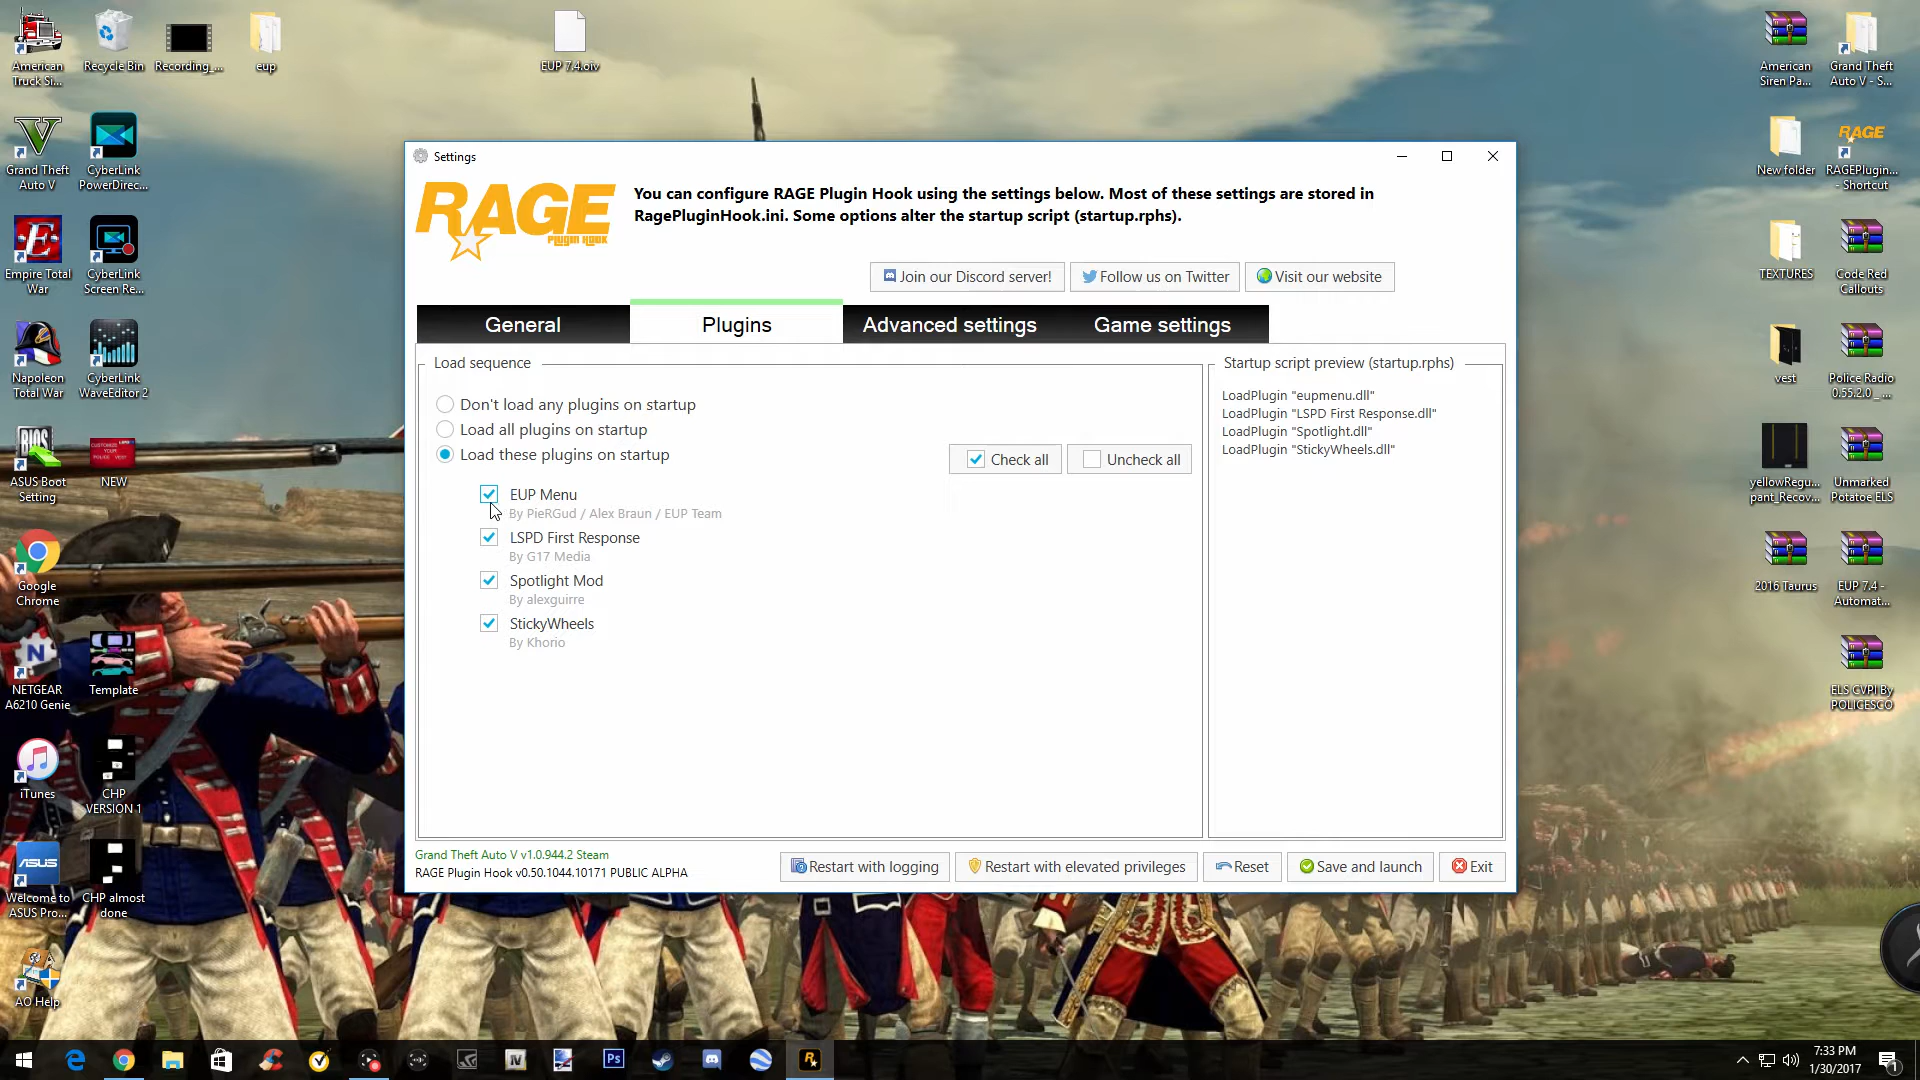 American
Truck Si...
Recycle Bin
Recording_...
eup
EUP 7.4.oiv
American
Siren Pa...
Grand Theft
Auto V - S...
Grand Theft
Auto V
CyberLink
PowerDirec...
New folder
RAGE
RAGEPlugin...
- Shortcut
Empire Total
War
CyberLink
Screen Re...
TEXTURES
Code Red
Callouts
Napoleon
Total War
CyberLink
WaveEditor 2
vest
Police Radio
0.55.2.0_...
BIOS
ASUS Boot
Setting
NEW
yellowRegu...
pant_Recov...
Unmarked
Potatoe ELS
Google
Chrome
2016 Taurus
EUP 7.4 -
Automat...
NETGEAR
A6210 Genie
Template
ELS CVPI By
POLICESCO
iTunes
CHP
VERSION 1
ASUS
Welcome to
ASUS Pro...
CHP almost
done
AO Help
Settings
RAGE
PLUGIN HOOK
You can configure RAGE Plugin Hook using the settings below. Most of these settings are stored in
RagePluginHook.ini. Some options alter the startup script (startup.rphs).
Join our Discord server!
Follow us on Twitter
Visit our website
General
Plugins
Advanced settings
Game settings
Load sequence
Don't load any plugins on startup
Load all plugins on startup
Load these plugins on startup
Check all
Uncheck all
EUP Menu
By PieRGud / Alex Braun / EUP Team
LSPD First Response
By G17 Media
Spotlight Mod
By alexguirre
StickyWheels
By Khorio
Startup script preview (startup.rphs)
LoadPlugin "eupmenu.dll"
LoadPlugin "LSPD First Response.dll"
LoadPlugin "Spotlight.dll"
LoadPlugin "StickyWheels.dll"
Grand Theft Auto V v1.0.944.2 Steam
RAGE Plugin Hook v0.50.1044.10171 PUBLIC ALPHA
Restart with logging
Restart with elevated privileges
Reset
Save and launch
Exit
Ps
7:33 PM
1/30/2017
1